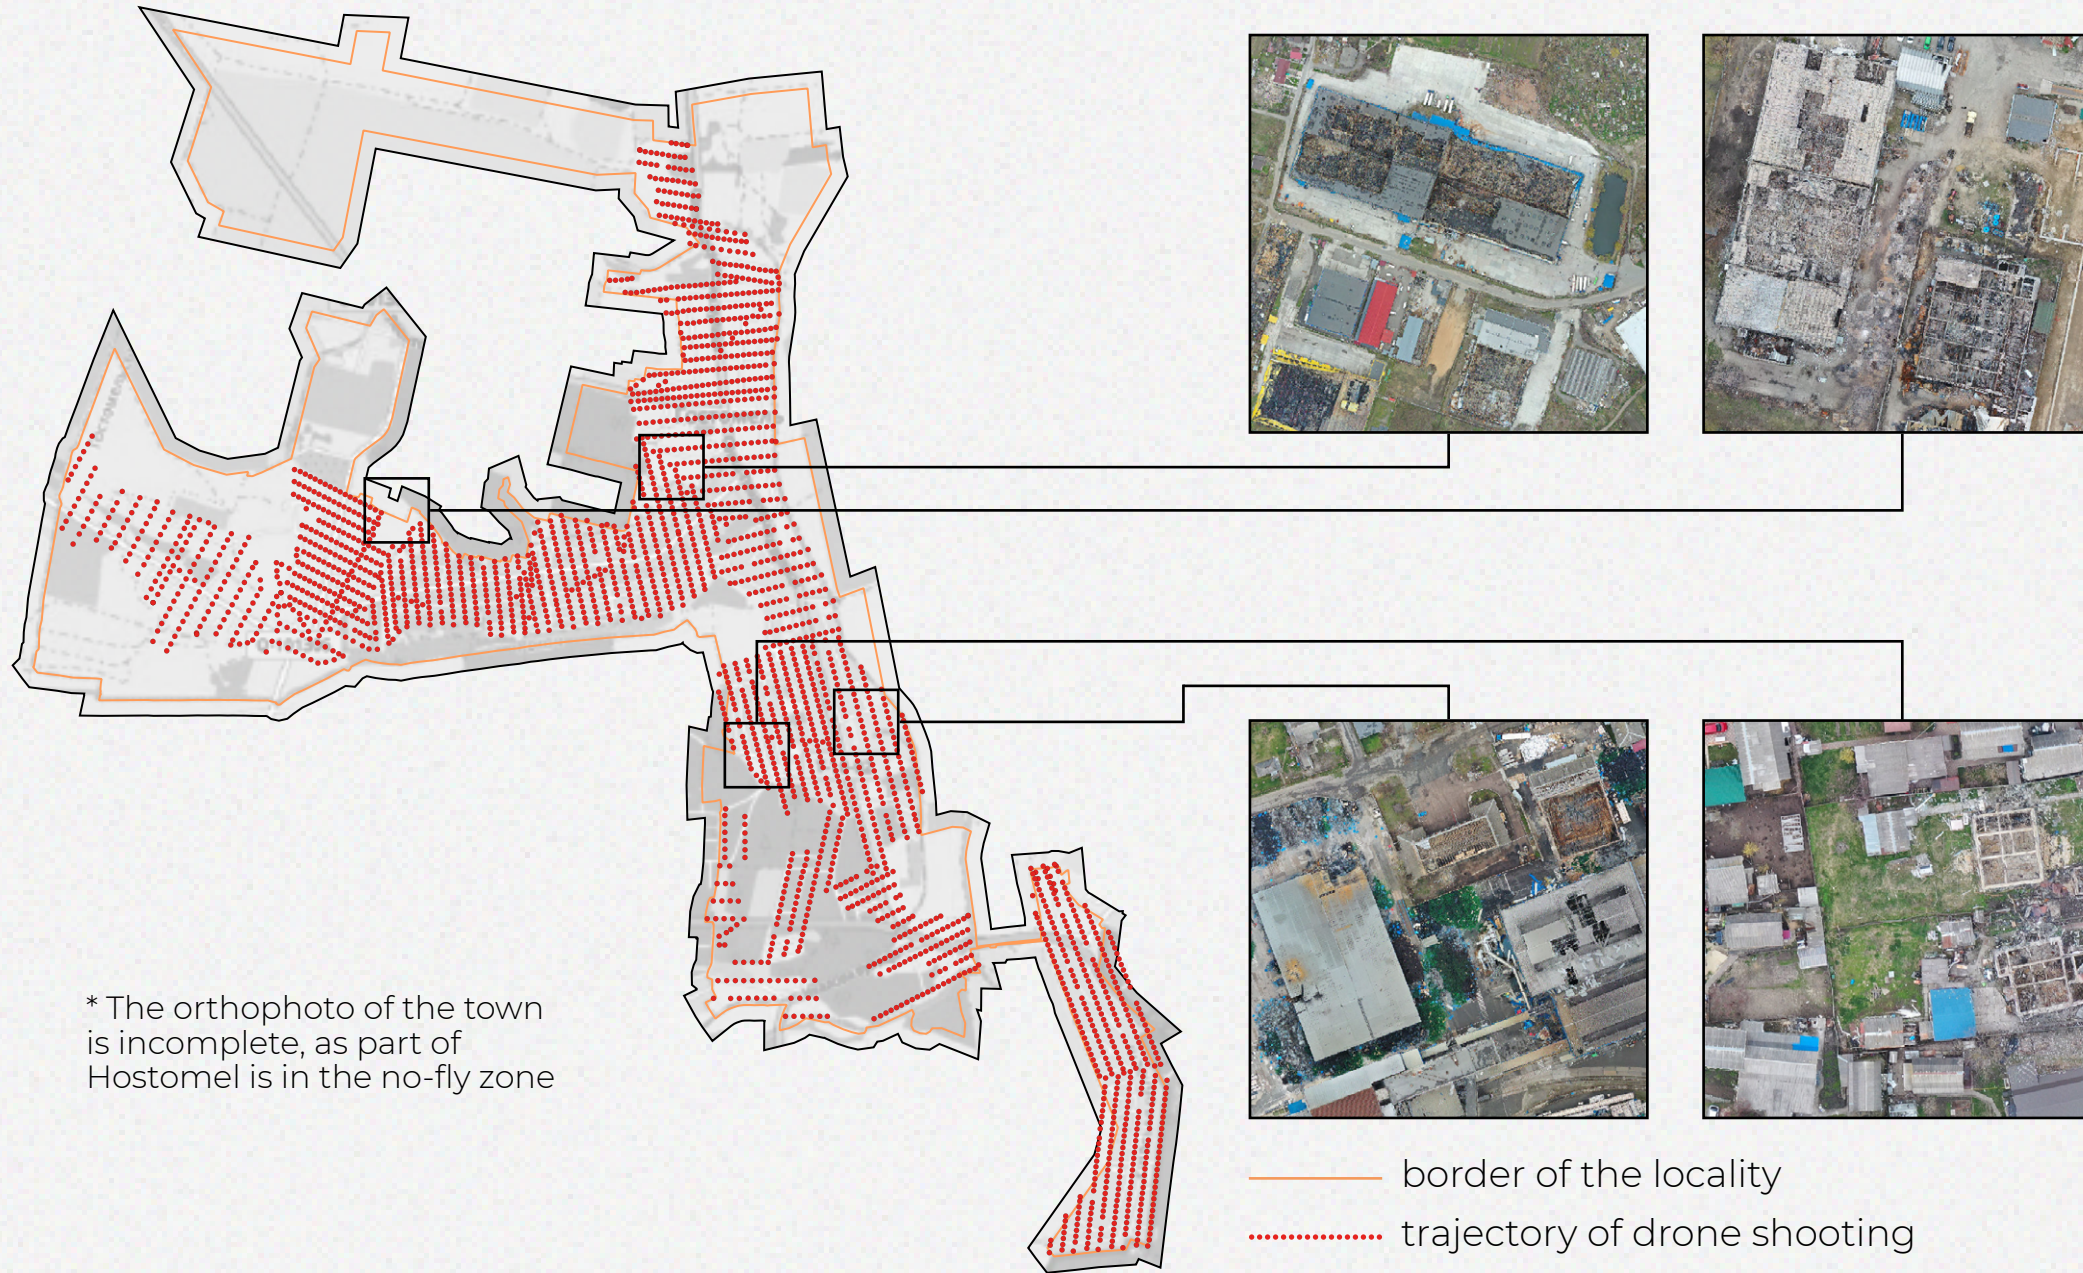 * The orthophoto of the town
is incomplete, as part of
Hostomel is in the no-fly zone
border of the locality
trajectory of drone shooting